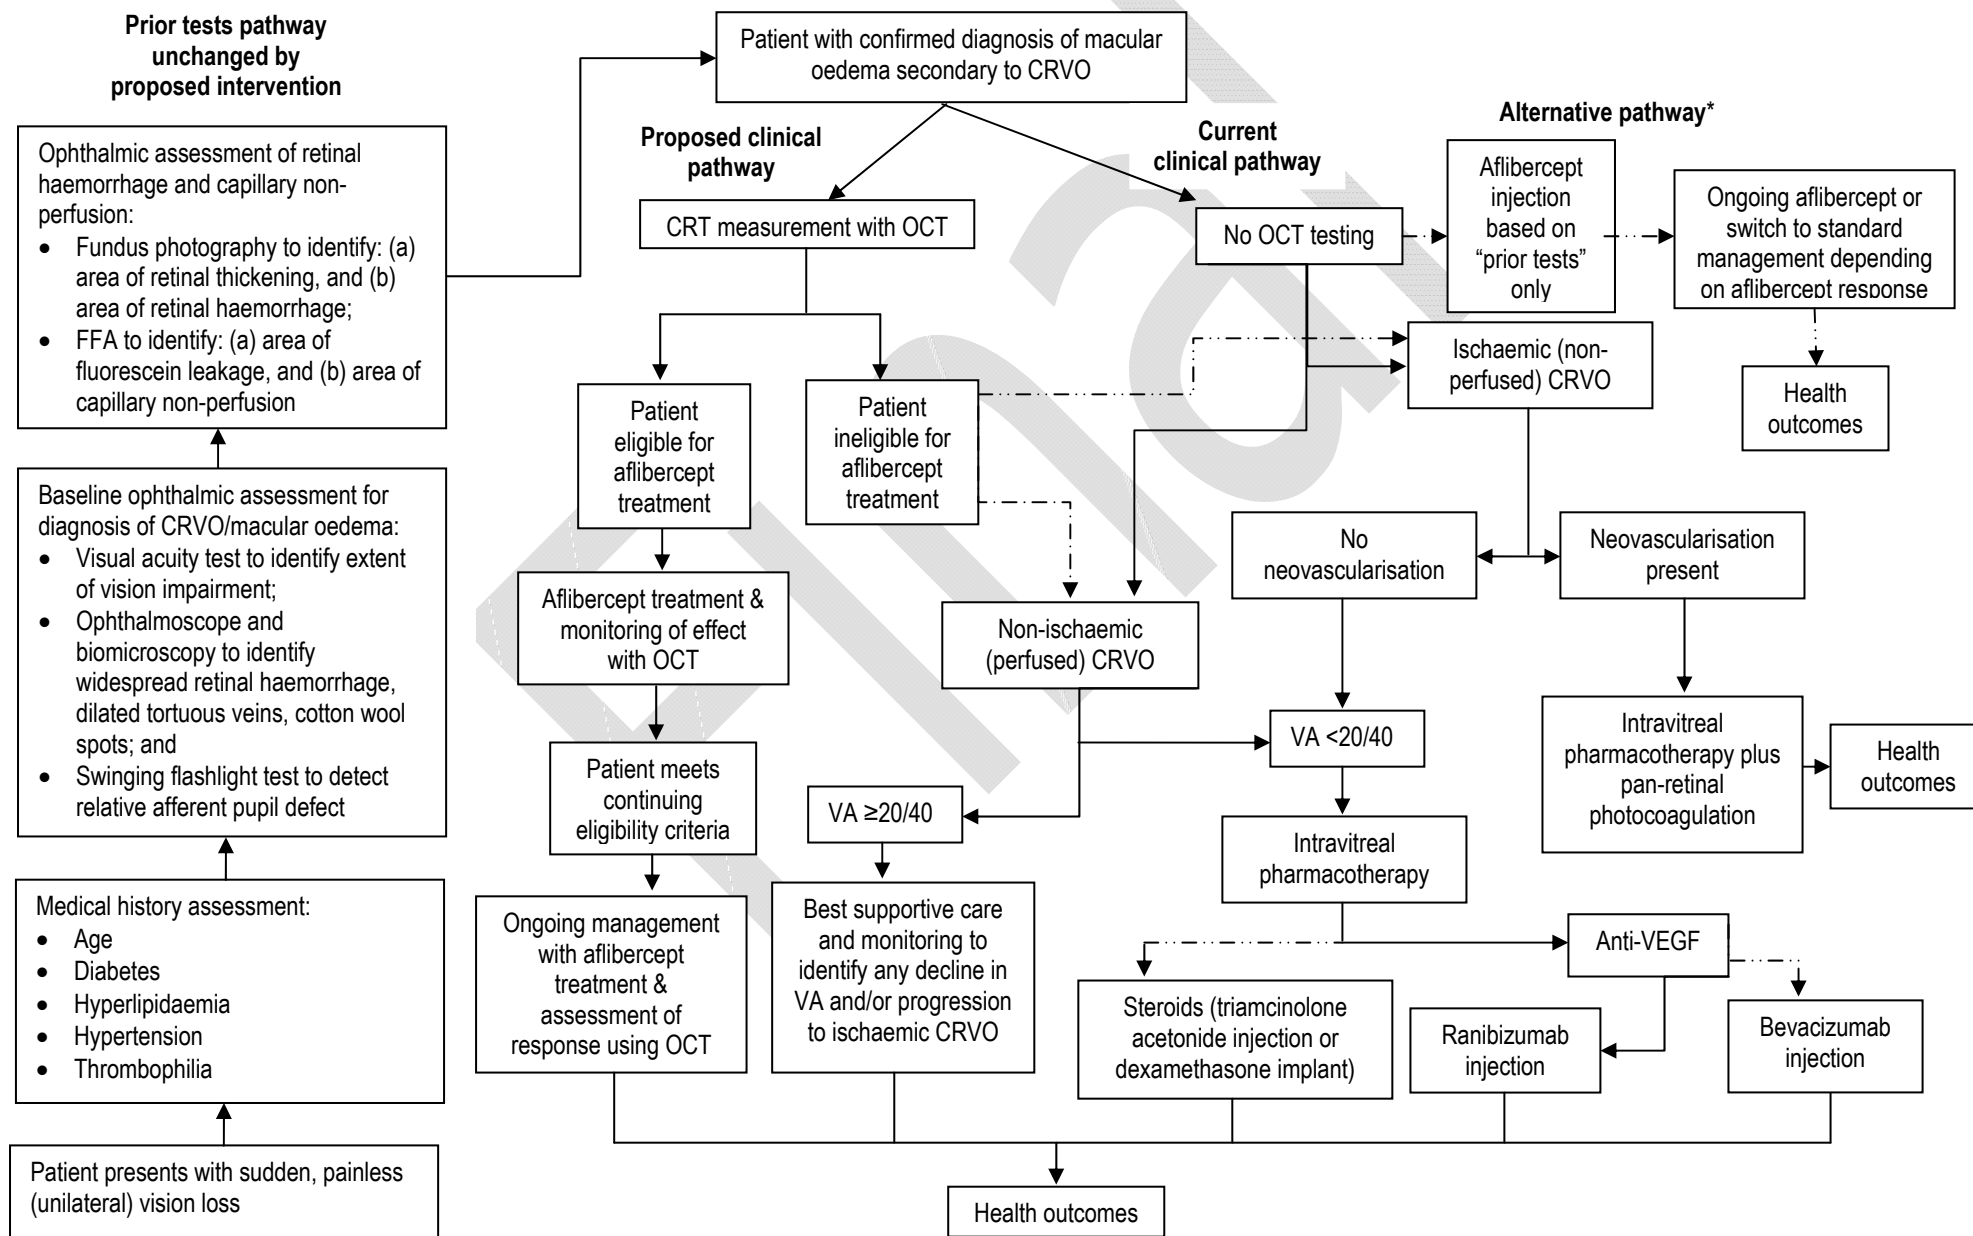 Prior tests pathway
unchanged by
proposed intervention
Patient with confirmed diagnosis of macular
oedema secondary to CRVO
Alternative pathway*
Proposed clinical
pathway
Current
clinical pathway
Ophthalmic assessment of retinal
haemorrhage and capillary non-
perfusion:
• Fundus photography to identify: (a)
area of retinal thickening, and (b)
area of retinal haemorrhage;
• FFA to identify: (a) area of
fluorescein leakage, and (b) area of
capillary non-perfusion
CRT measurement with OCT
No OCT testing
Aflibercept
injection
based on
“prior tests”
only
Ongoing aflibercept or
switch to standard
management depending
on aflibercept response
Health
outcomes
Ischaemic (non-
perfused) CRVO
Patient
eligible for
aflibercept
treatment
Patient
ineligible for
aflibercept
treatment
Baseline ophthalmic assessment for
diagnosis of CRVO/macular oedema:
• Visual acuity test to identify extent
of vision impairment;
• Ophthalmoscope and
biomicroscopy to identify
widespread retinal haemorrhage,
dilated tortuous veins, cotton wool
spots; and
• Swinging flashlight test to detect
relative afferent pupil defect
No
neovascularisation
Neovascularisation
present
Aflibercept treatment &
monitoring of effect
with OCT
Non-ischaemic
(perfused) CRVO
Patient meets
continuing
eligibility criteria
VA ≥20/40
VA <20/40
Intravitreal
pharmacotherapy plus
pan-retinal
photocoagulation
Health
outcomes
Intravitreal
pharmacotherapy
Medical history assessment:
• Age
• Diabetes
• Hyperlipidaemia
• Hypertension
• Thrombophilia
Ongoing management
with aflibercept
treatment &
assessment of
response using OCT
Best supportive care
and monitoring to
identify any decline in
VA and/or progression
to ischaemic CRVO
Anti-VEGF
Steroids (triamcinolone
acetonide injection or
dexamethasone implant)
Ranibizumab
injection
Bevacizumab
injection
Patient presents with sudden, painless
(unilateral) vision loss
Health outcomes
Final